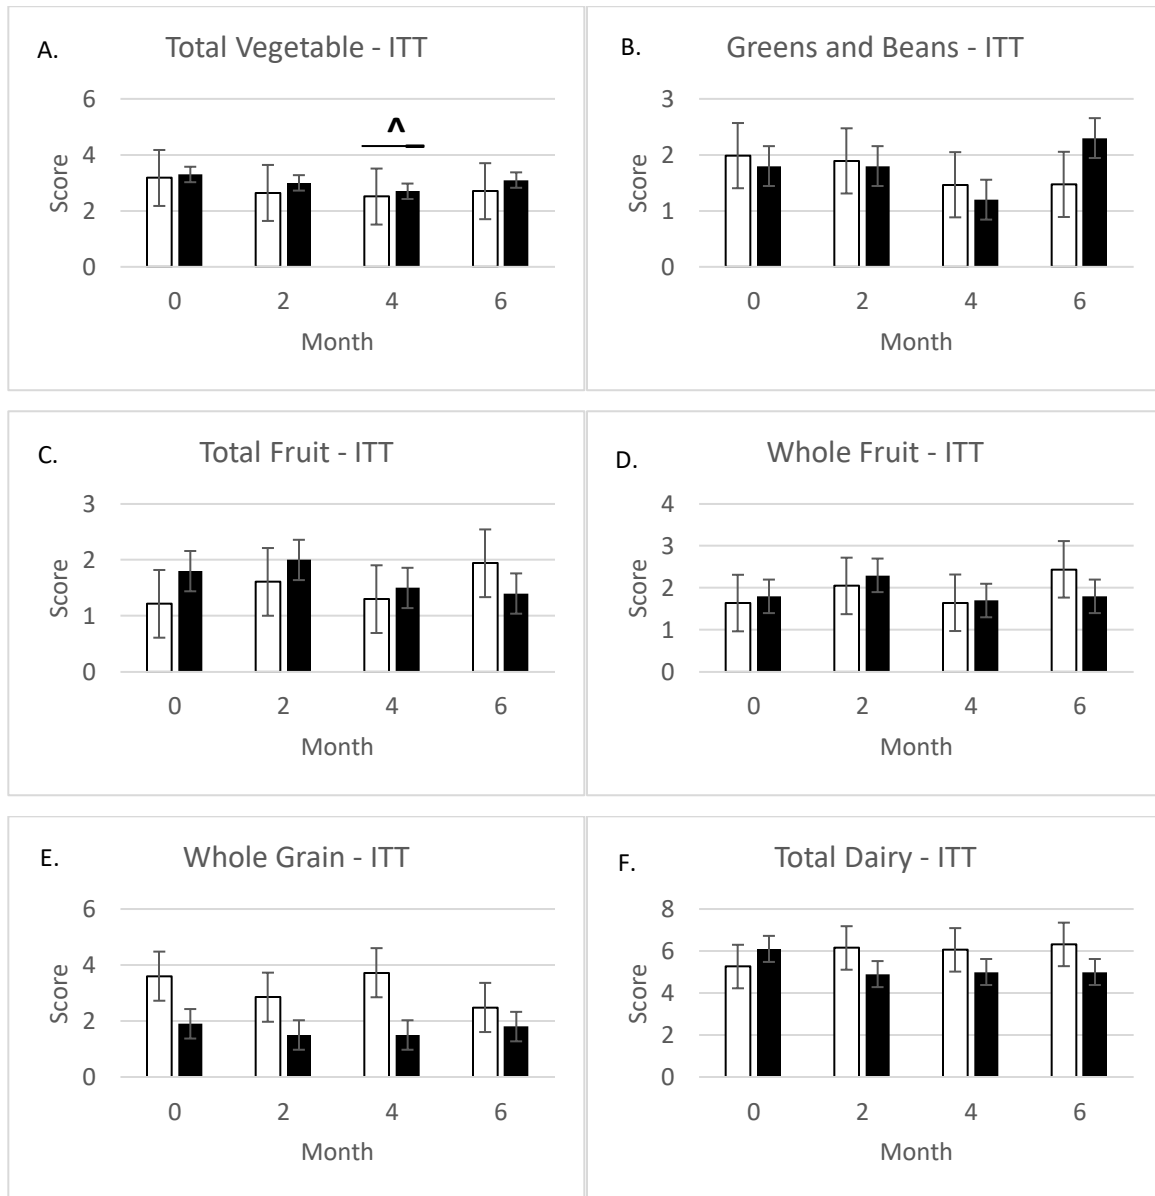 A.
Total Vegetable - ITT
6
4
2
0
Score
^
0 2 4 6
Month
B.
Greens and Beans - ITT
3
2
1
0
Score
0 2 4 6
Month
C.
Total Fruit - ITT
3
2
1
0
Score
0 2 4 6
Month
D.
Whole Fruit - ITT
4
3
2
1
0
Score
0 2 4 6
Month
E.
Whole Grain - ITT
6
4
2
0
Score
0 2 4 6
Month
F.
Total Dairy - ITT
8
6
4
2
0
Score
0 2 4 6
Month